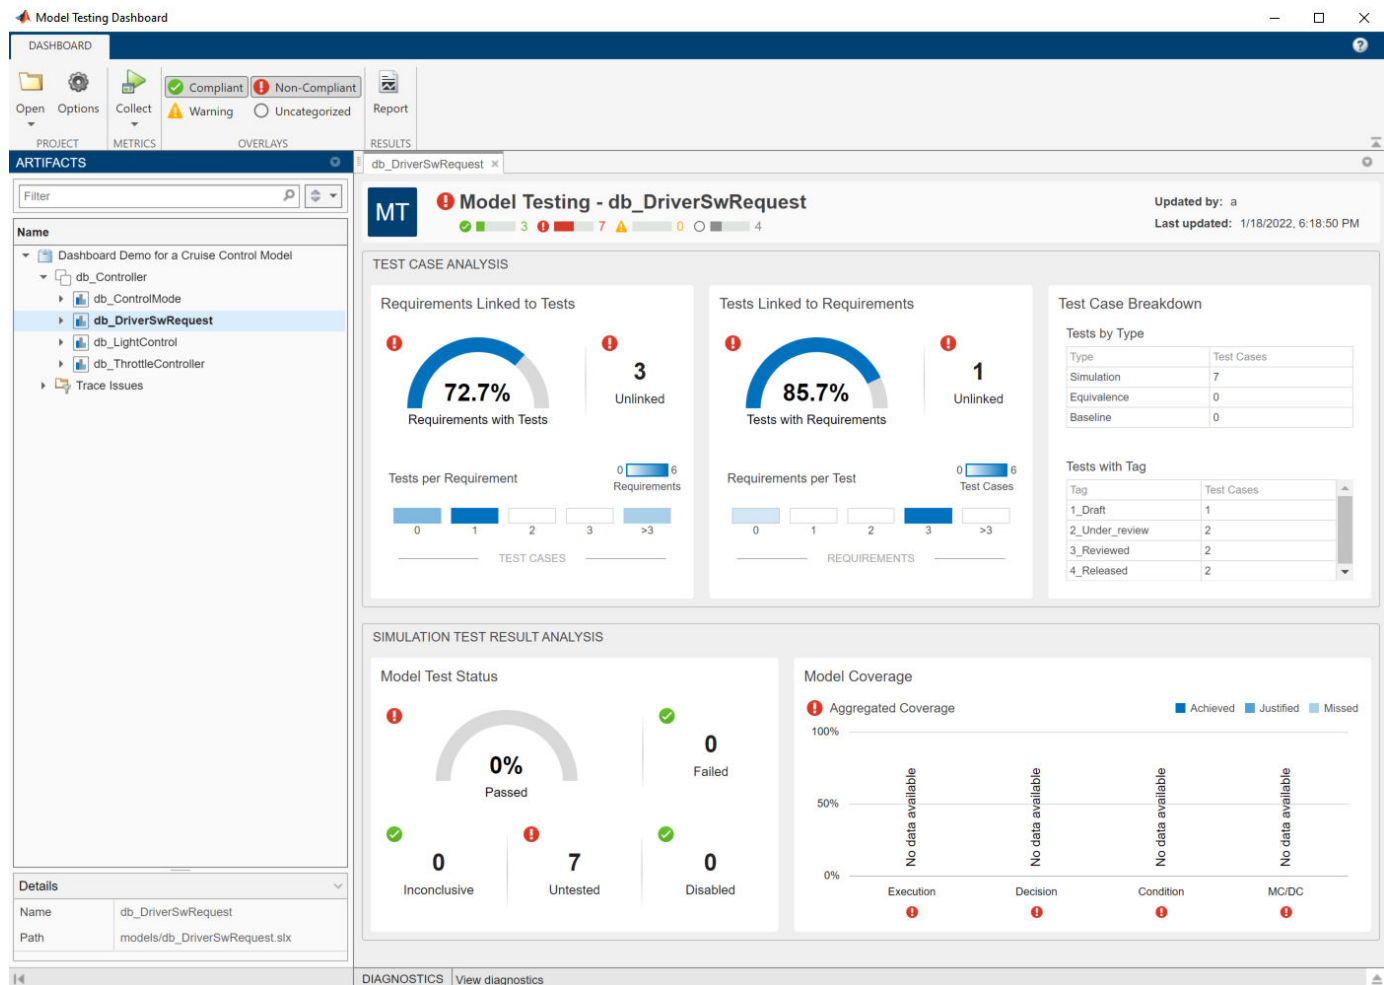 Model Testing Dashboard
DASHBOARD
Open Options Collect Compliant Non-Compliant Report
Warning Uncategorized
PROJECT METRICS OVERLAYS RESULTS
ARTIFACTS
Filter
Name
Dashboard Demo for a Cruise Control Model
db_Controller
db_ControlMode
db_DriverSwRequest
db_LightControl
db_ThrottleController
Trace Issues
Details
Name db_DriverSwRequest
Path models/db_DriverSwRequest.slx
db_DriverSwRequest
MT
Model Testing - db_DriverSwRequest
3 7 0 4
Updated by: a
Last updated: 1/18/2022, 6:18:50 PM
TEST CASE ANALYSIS
Requirements Linked to Tests
72.7%
Requirements with Tests
3
Unlinked
Tests per Requirement
0 6
Requirements
0 1 2 3 >3
TEST CASES
Tests Linked to Requirements
85.7%
Tests with Requirements
1
Unlinked
Requirements per Test
0 6
Test Cases
0 1 2 3 >3
REQUIREMENTS
Test Case Breakdown
Tests by Type
Type Test Cases
Simulation 7
Equivalence 0
Baseline 0
Tests with Tag
Tag Test Cases
1_Draft 1
2_Under_review 2
3_Reviewed 2
4_Released 2
SIMULATION TEST RESULT ANALYSIS
Model Test Status
0%
Passed
0
Failed
0
Inconclusive
7
Untested
0
Disabled
Model Coverage
Aggregated Coverage
Achieved Justified Missed
100%
50%
0%
No data available
No data available
No data available
No data available
Execution Decision Condition MC/DC
DIAGNOSTICS View diagnostics